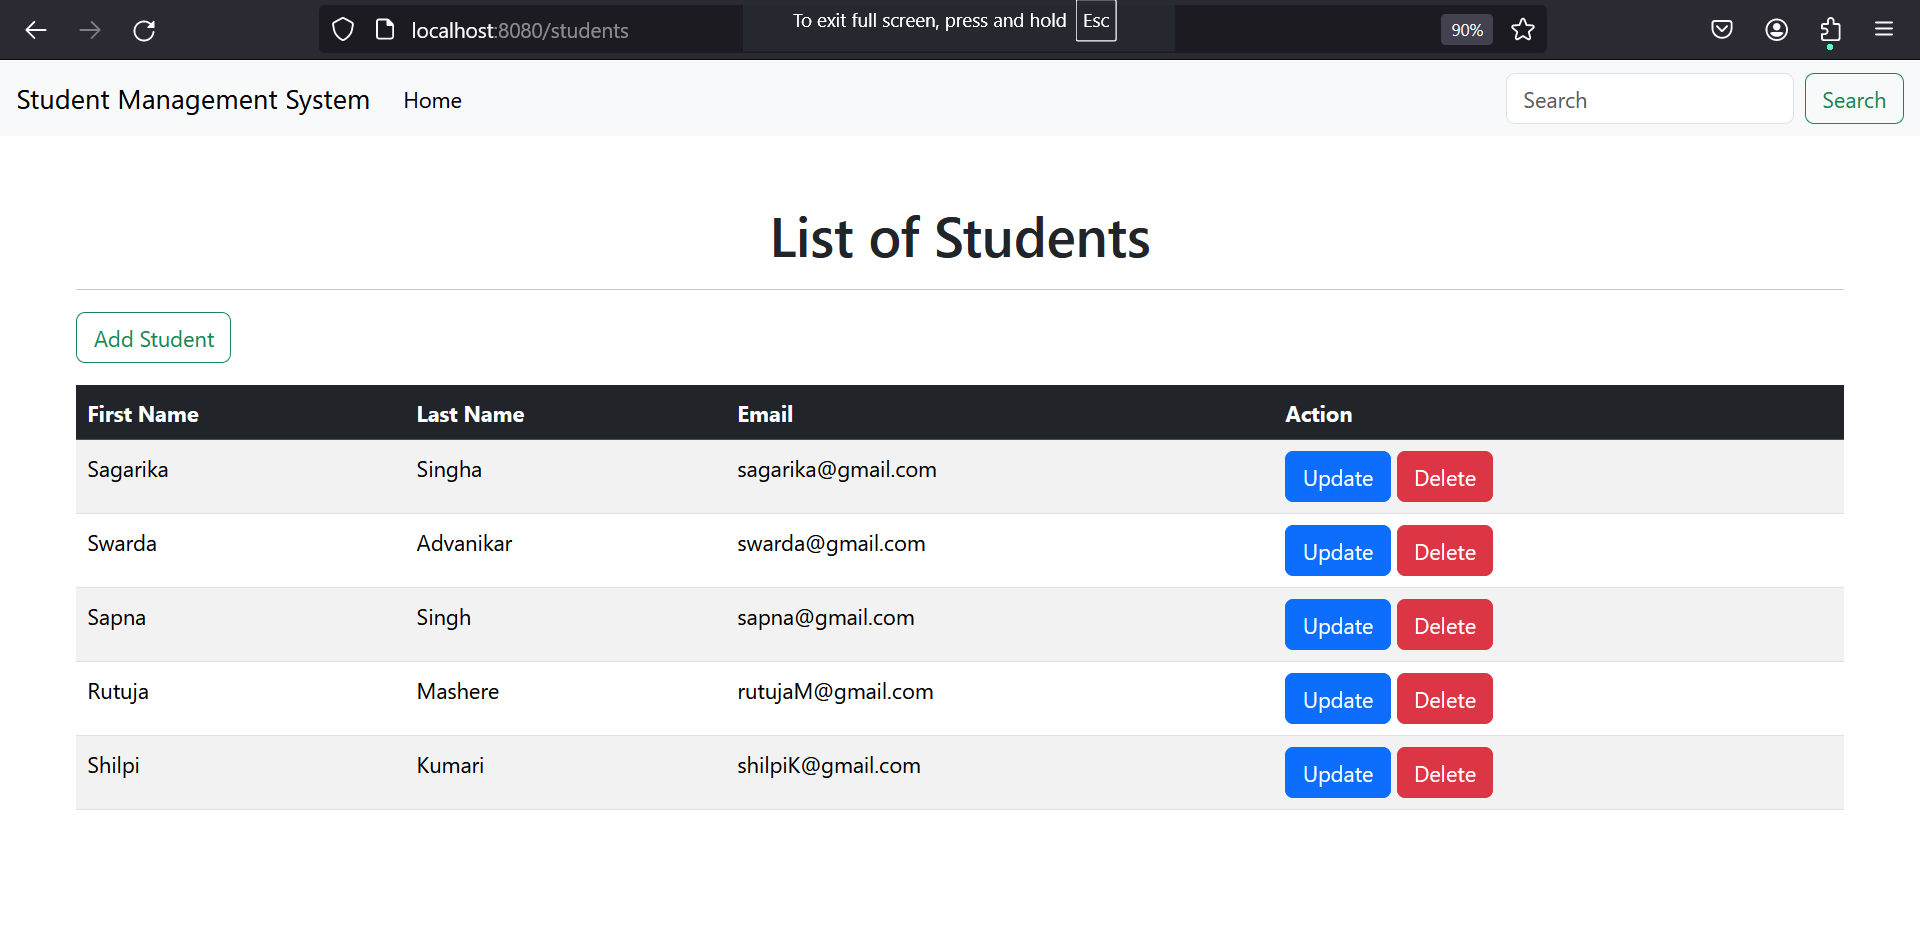 localhost:8080/students
To exit full screen, press and hold Esc
90%
Student Management System Home Search Search
List of Students
Add Student
First Name Last Name Email Action
Sagarika Singha sagarika@gmail.com Update Delete
Swarda Advanikar swarda@gmail.com Update Delete
Sapna Singh sapna@gmail.com Update Delete
Rutuja Mashere rutujaM@gmail.com Update Delete
Shilpi Kumari shilpiK@gmail.com Update Delete